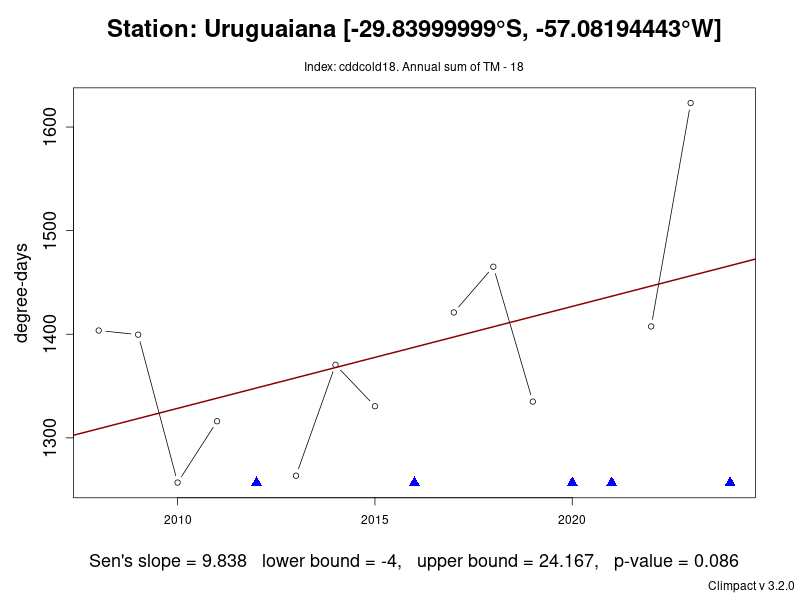 Station: Uruguaiana [-29.83999999°S, -57.08194443°W]
Index: cddcold18. Annual sum of TM - 18
degree-days
1600
1500
1400
1300
2010 2015 2020
Sen's slope = 9.838 lower bound = -4, upper bound = 24.167, p-value = 0.086
Climpact v 3.2.0